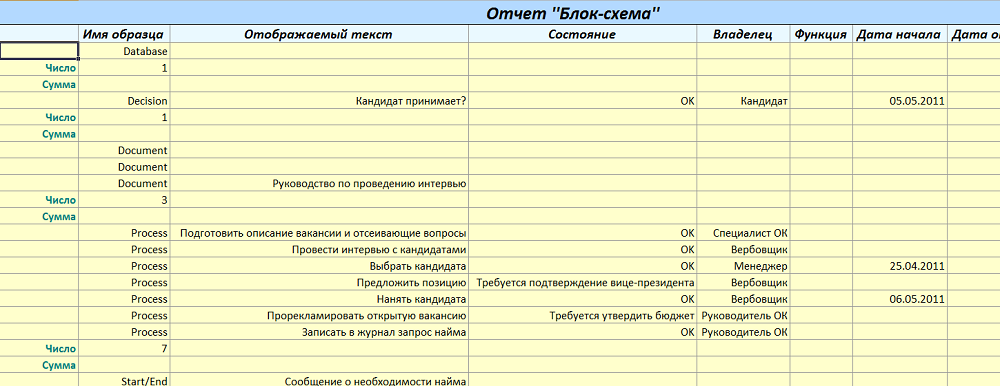 Отчет "Блок-схема"
Имя образца Отображаемый текст Состояние Владелец Функция Дата начала Дата
Database
Число 1
Сумма
Decision Кандидат принимает? OK Кандидат 05.05.2011
Число 1
Сумма
Document
Document
Document Руководство по проведению интервью
Число 3
Сумма
Process Подготовить описание вакансии и отсеивающие вопросы OK Специалист ОК
Process Провести интервью с кандидатами OK Вербовщик
Process Выбрать кандидата OK Менеджер 25.04.2011
Process Предложить позицию Требуется подтверждение вице-президента Вербовщик
Process Нанять кандидата OK Вербовщик 06.05.2011
Process Прорекламировать открытую вакансию Требуется утвердить бюджет Руководитель ОК
Process Записать в журнал запрос найма OK Руководитель ОК
Число 7
Сумма
Start/End Сообщение о необходимости найма